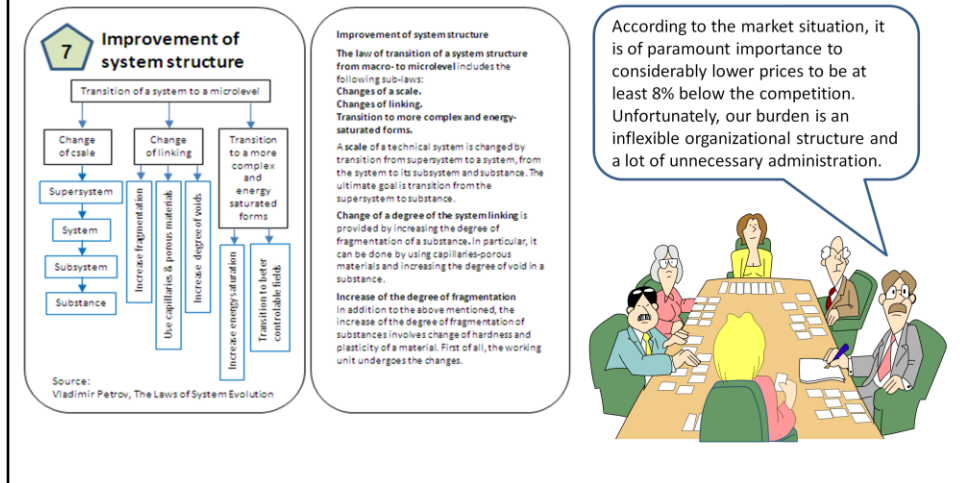 7
Improvement of
system structure
Transition of a system to a microlevel
Change
of csale
Change
of linking
Transition
to a more
complex
and
energy
saturated
forms
Supersystem
System
Subsystem
Substance
Increase fragmentation
Use capillaries & porous materials
Increase degree of voids
Increase energy saturation
Transition to beter
controlable fields
Source:
Vladimir Petrov, The Laws of System Evolution
Improvement of system structure
The law of transition of a system structure
from macro- to microlevel includes the
following sub-laws:
Changes of a scale.
Changes of linking.
Transition to more complex and energy-
saturated forms.
A scale of a technical system is changed by
transition from supersystem to a system, from
the system to its subsystem and substance. The
ultimate goal is transition from the
supersystem to substance.
Change of a degree of the system linking is
provided by increasing the degree of
fragmentation of a substance. In particular, it
can be done by using capillaries-porous
materials and increasing the degree of void in a
substance.
Increase of the degree of fragmentation
In addition to the above mentioned, the
increase of the degree of fragmentation of
substances involves change of hardness and
plasticity of a material. First of all, the working
unit undergoes the changes.
According to the market situation, it
is of paramount importance to
considerably lower prices to be at
least 8% below the competition.
Unfortunately, our burden is an
inflexible organizational structure and
a lot of unnecessary administration.